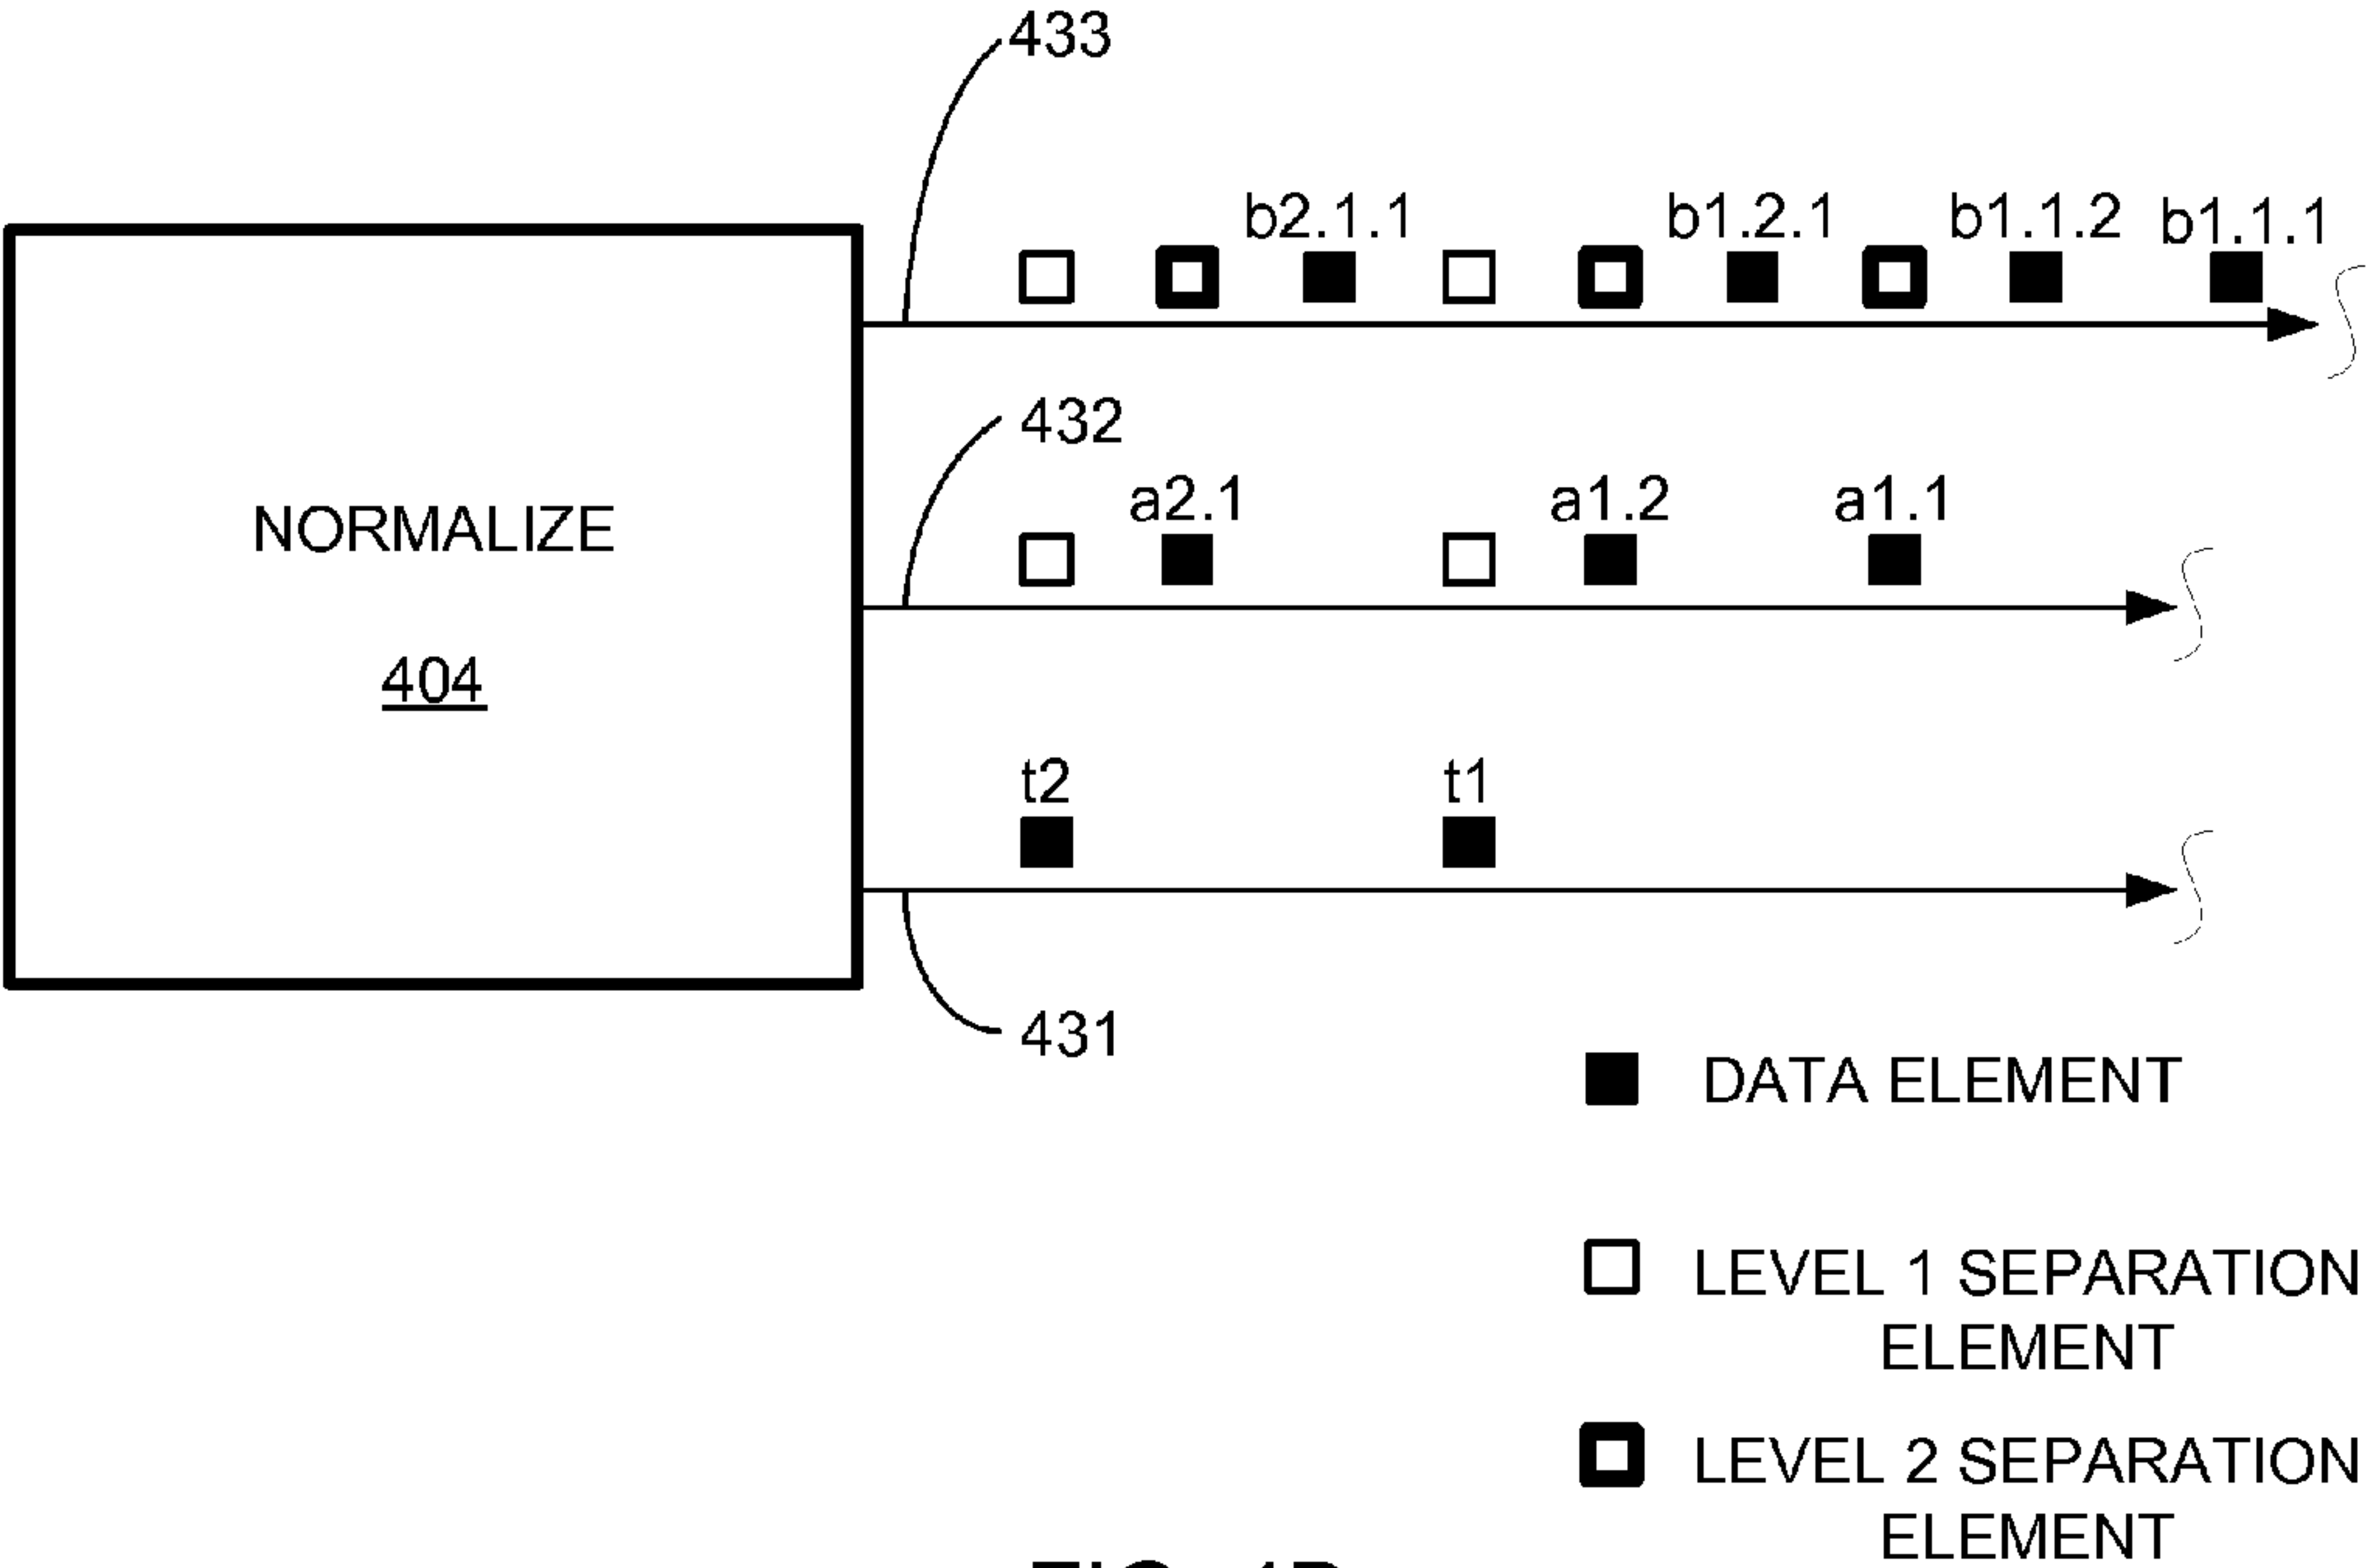 433
b2.1.1 b1.2.1 b1.1.2 b1.1.1
432
a2.1 a1.2 a1.1
NORMALIZE
404
t2 t1
431
DATA ELEMENT
LEVEL 1 SEPARATION
ELEMENT
LEVEL 2 SEPARATION
ELEMENT